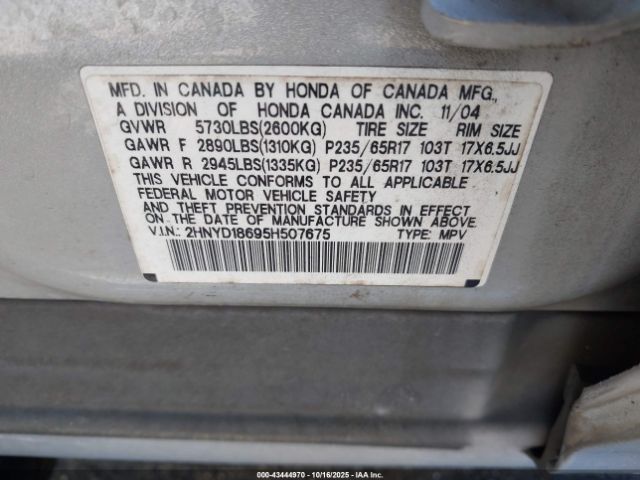 MFD. IN CANADA BY HONDA OF CANADA MFG.,
A DIVISION OF HONDA CANADA INC. 11/04
GVWR 5730LBS(2600KG) TIRE SIZE RIM SIZE
GAWR F 2890LBS(1310KG) P235/65R17 103T 17X6.5JJ
GAWR R 2945LBS(1335KG) P235/65R17 103T 17X6.5JJ
THIS VEHICLE CONFORMS TO ALL APPLICABLE
FEDERAL MOTOR VEHICLE SAFETY
AND THEFT PREVENTION STANDARDS IN EFFECT
ON THE DATE OF MANUFACTURE SHOWN ABOVE.
V.I.N.: 2HNYD18695H507675 TYPE: MPV
000-43444970 - 10/16/2025 - IAA Inc.